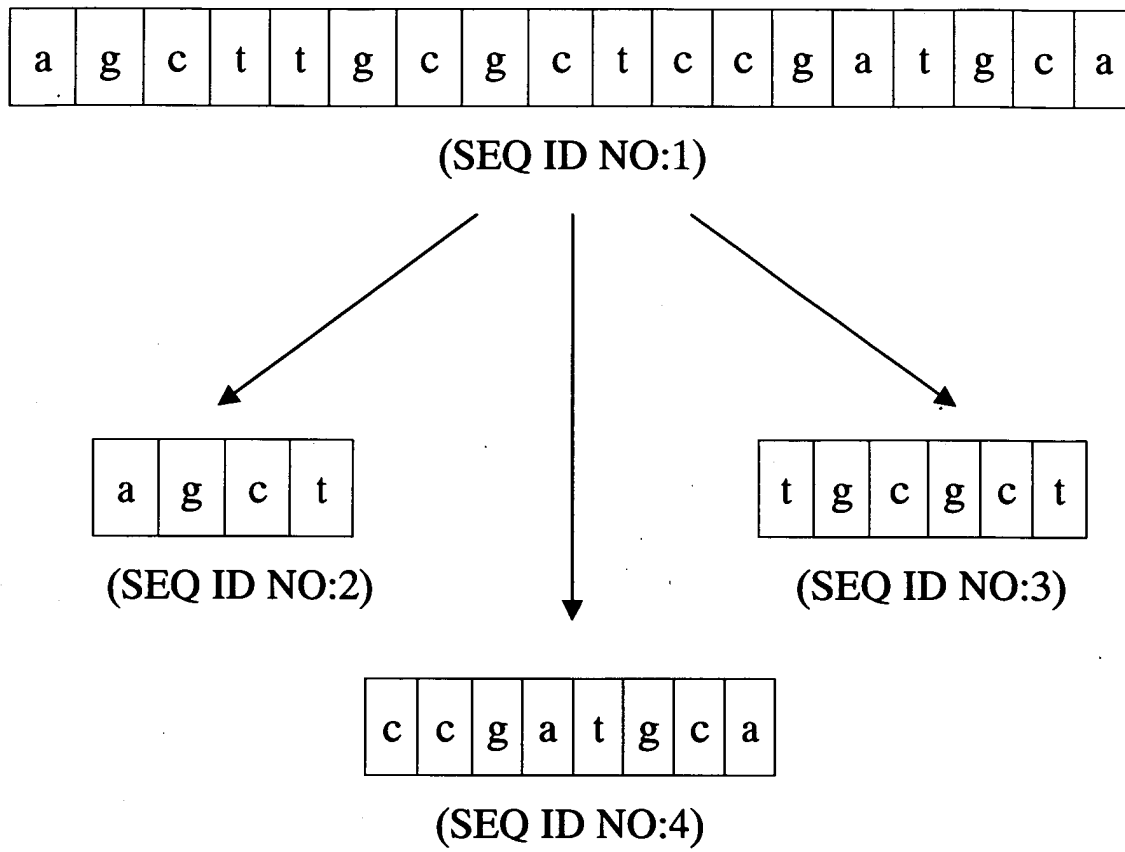 a g c t t g c g c t c c g a t g c a
(SEQ ID NO:1)
a g c t
(SEQ ID NO:2)
t g c g c t
(SEQ ID NO:3)
c c g a t g c a
(SEQ ID NO:4)